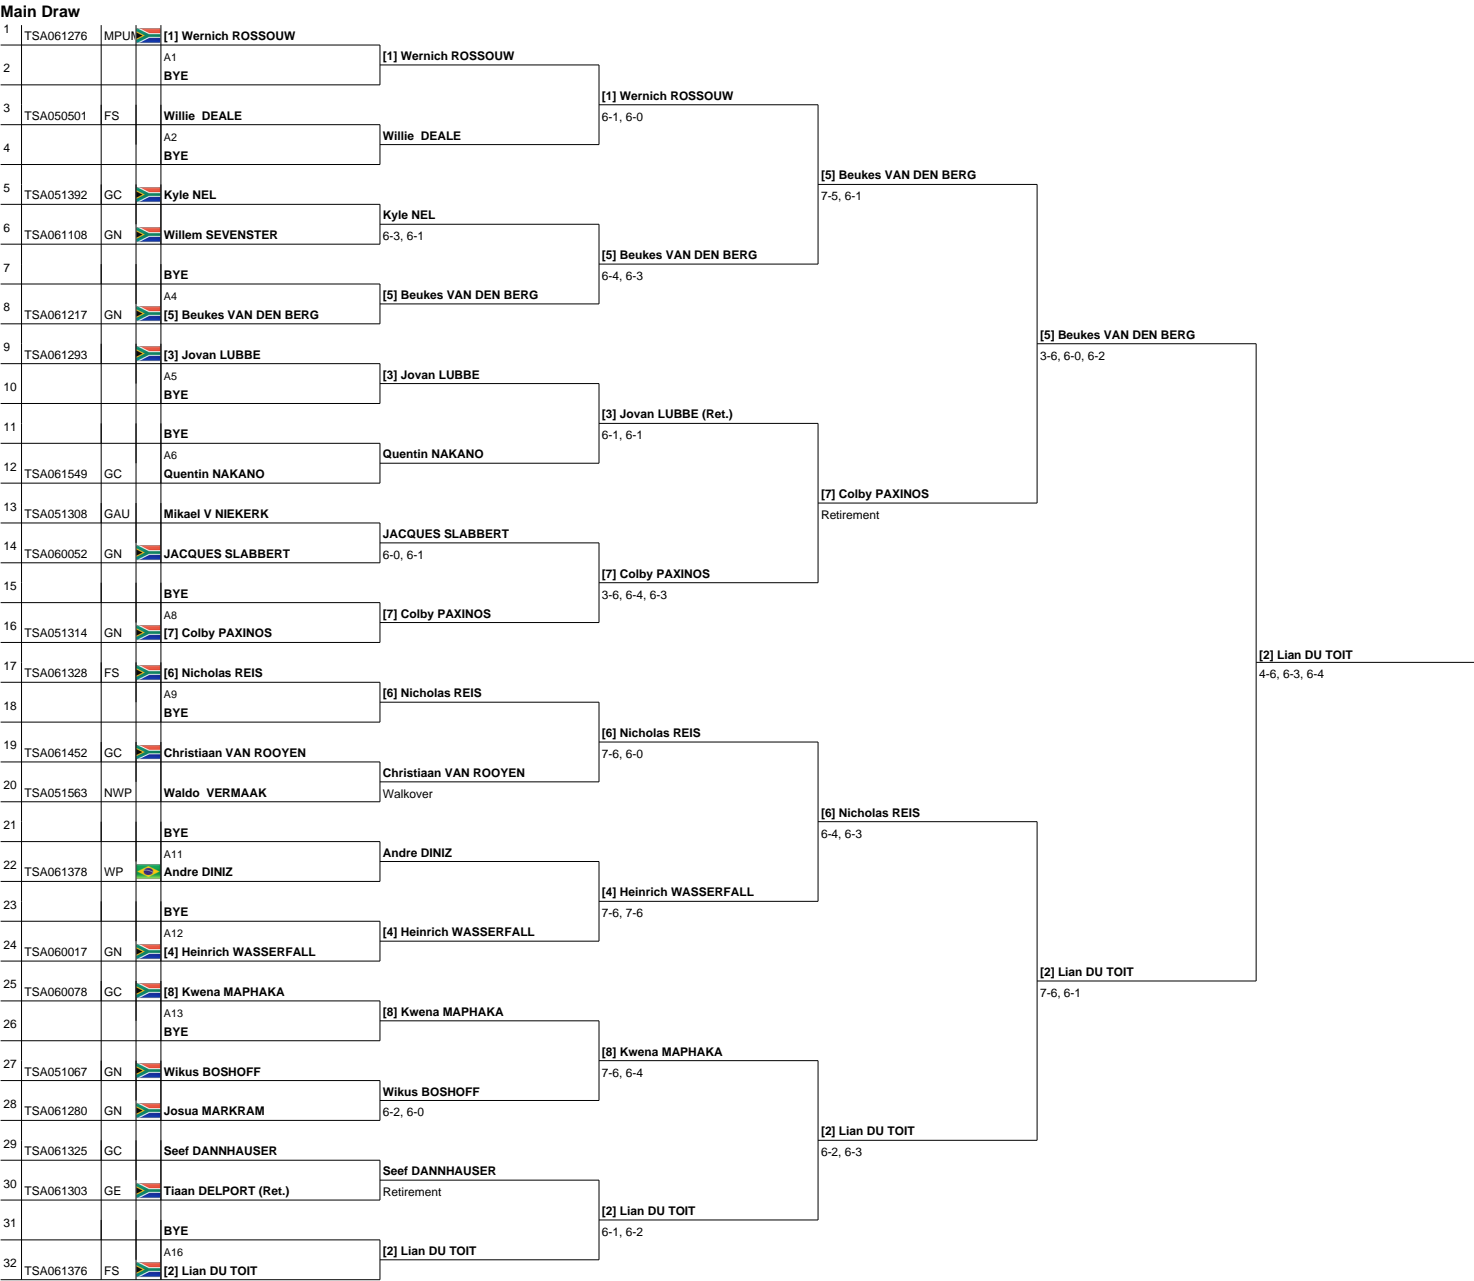 Main Draw
1 TSA061276 MPUM [1] Wernich ROSSOUW
A1 [1] Wernich ROSSOUW
2 BYE
[1] Wernich ROSSOUW
3 TSA050501 FS Willie DEALE 6-1, 6-0
A2 Willie DEALE
4 BYE
[5] Beukes VAN DEN BERG
5 TSA051392 GC Kyle NEL 7-5, 6-1
Kyle NEL
6 TSA061108 GN Willem SEVENSTER 6-3, 6-1
[5] Beukes VAN DEN BERG
7 BYE 6-4, 6-3
A4 [5] Beukes VAN DEN BERG
8 TSA061217 GN [5] Beukes VAN DEN BERG
[5] Beukes VAN DEN BERG
9 TSA061293 [3] Jovan LUBBE 3-6, 6-0, 6-2
A5 [3] Jovan LUBBE
10 BYE
[3] Jovan LUBBE (Ret.)
11 BYE 6-1, 6-1
A6 Quentin NAKANO
12 TSA061549 GC Quentin NAKANO
[7] Colby PAXINOS
13 TSA051308 GAU Mikael V NIEKERK Retirement
JACQUES SLABBERT
14 TSA060052 GN JACQUES SLABBERT 6-0, 6-1
[7] Colby PAXINOS
15 BYE 3-6, 6-4, 6-3
A8 [7] Colby PAXINOS
16 TSA051314 GN [7] Colby PAXINOS
[2] Lian DU TOIT
17 TSA061328 FS [6] Nicholas REIS 4-6, 6-3, 6-4
A9 [6] Nicholas REIS
18 BYE
[6] Nicholas REIS
19 TSA061452 GC Christiaan VAN ROOYEN 7-6, 6-0
Christiaan VAN ROOYEN
20 TSA051563 NWP Waldo VERMAAK Walkover
[6] Nicholas REIS
21 BYE 6-4, 6-3
A11 Andre DINIZ
22 TSA061378 WP Andre DINIZ
[4] Heinrich WASSERFALL
23 BYE 7-6, 7-6
A12 [4] Heinrich WASSERFALL
24 TSA060017 GN [4] Heinrich WASSERFALL
[2] Lian DU TOIT
25 TSA060078 GC [8] Kwena MAPHAKA 7-6, 6-1
A13 [8] Kwena MAPHAKA
26 BYE
[8] Kwena MAPHAKA
27 TSA051067 GN Wikus BOSHOFF 7-6, 6-4
Wikus BOSHOFF
28 TSA061280 GN Josua MARKRAM 6-2, 6-0
[2] Lian DU TOIT
29 TSA061325 GC Seef DANNHAUSER 6-2, 6-3
Seef DANNHAUSER
30 TSA061303 GE Tiaan DELPORT (Ret.) Retirement
[2] Lian DU TOIT
31 BYE 6-1, 6-2
A16 [2] Lian DU TOIT
32 TSA061376 FS [2] Lian DU TOIT